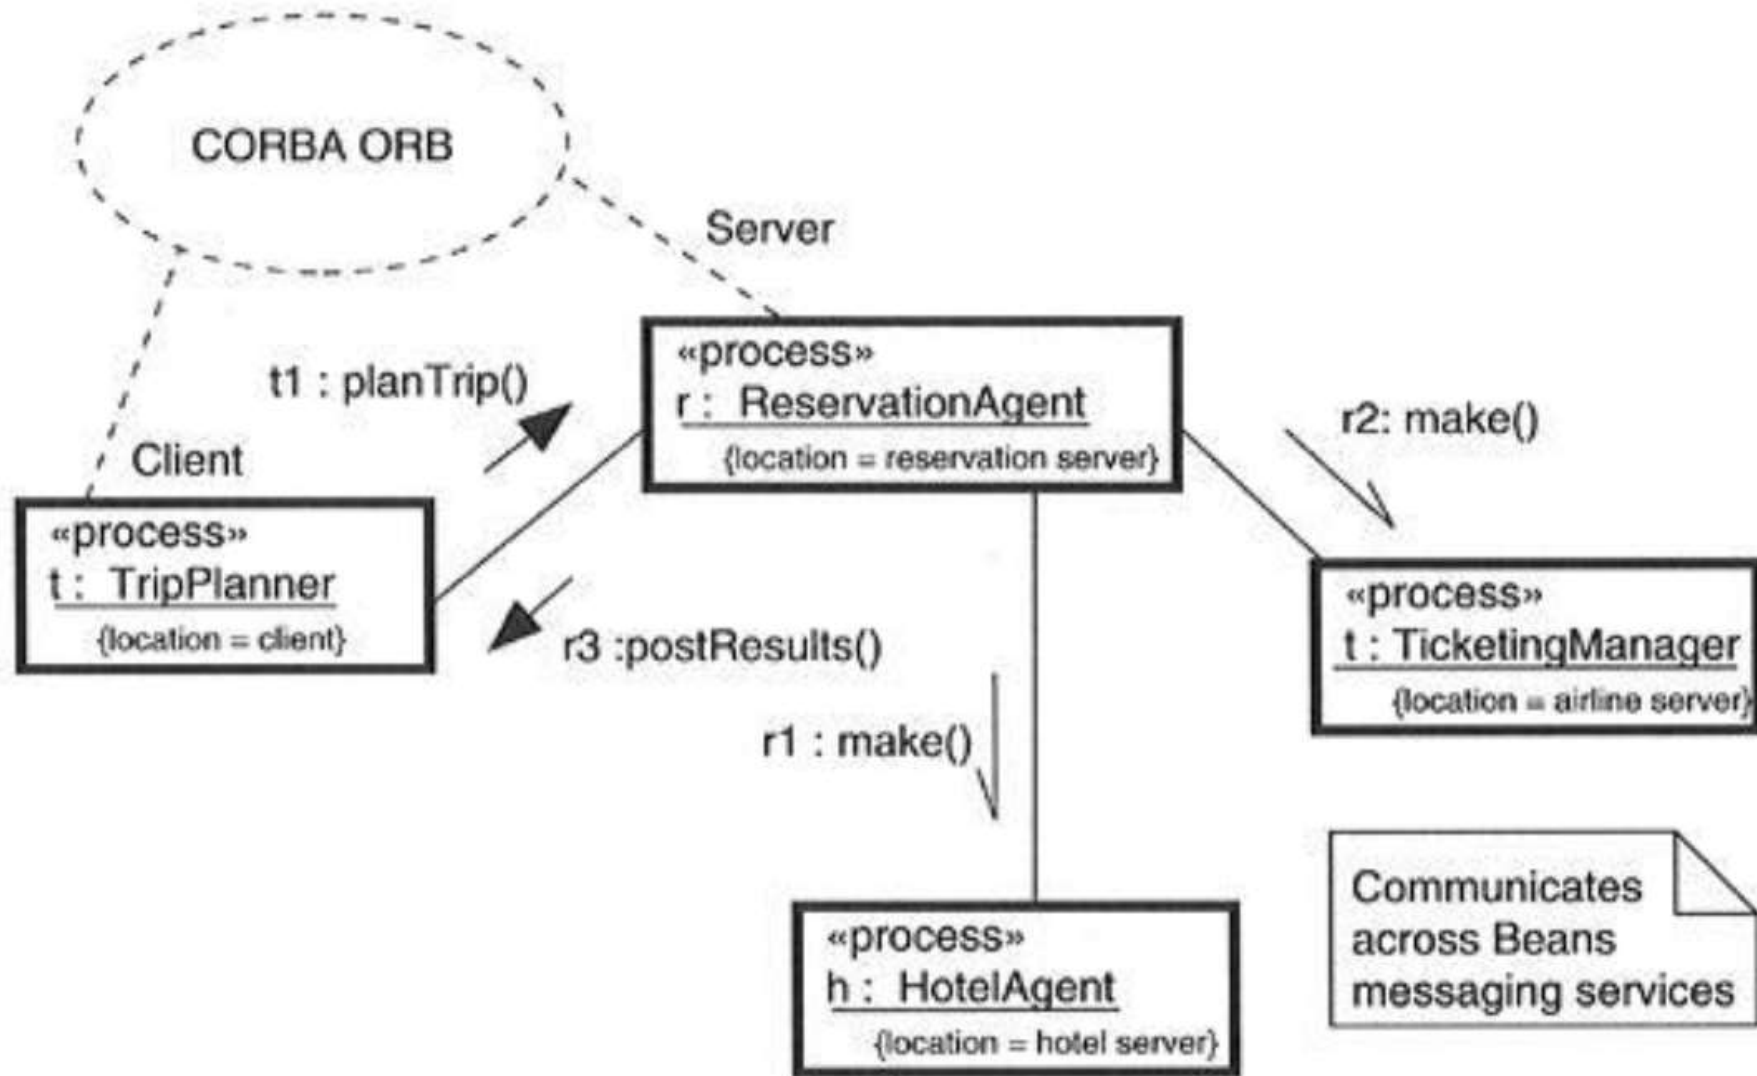 CORBA ORB
Server
«process»
r : ReservationAgent
{location = reservation server}
t1 : planTrip()
r2: make()
Client
«process»
t : TripPlanner
{location = client}
«process»
t : TicketingManager
{location = airline server}
r3 :postResults()
r1 : make()
Communicates
across Beans
messaging services
«process»
h : HotelAgent
{location = hotel server}